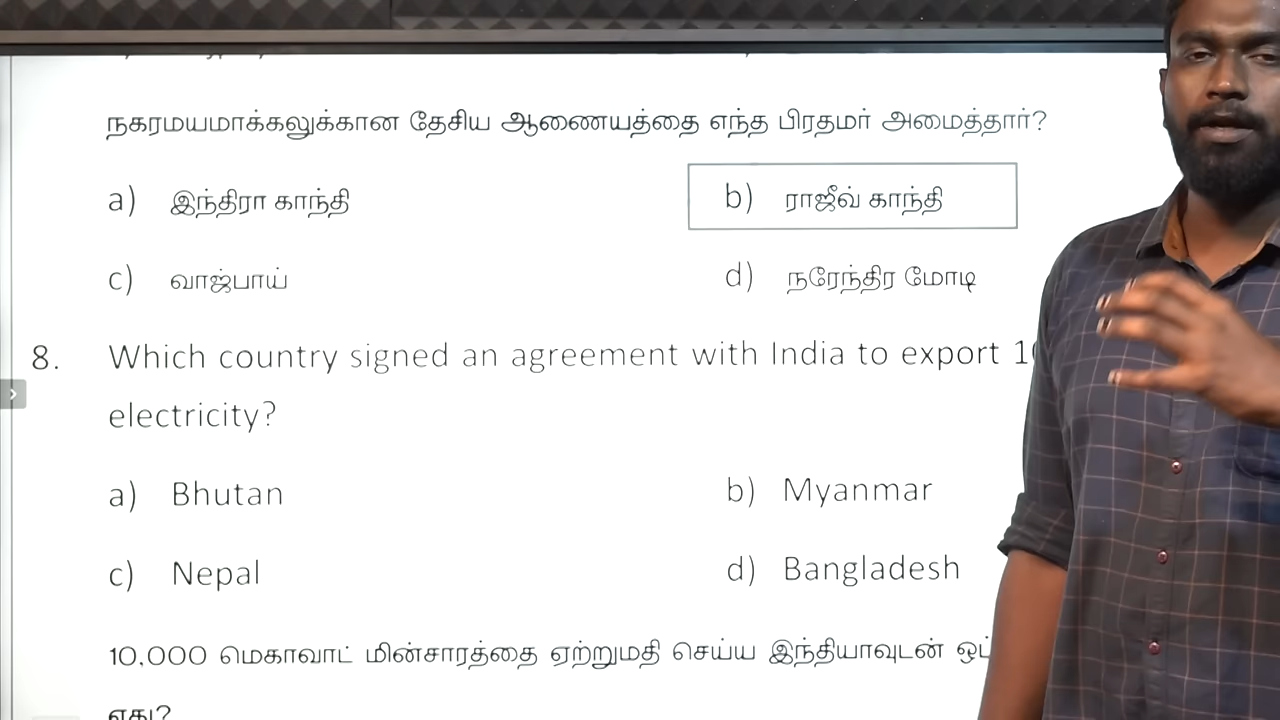 நகரமயமாக்கலுக்கான தேசிய ஆணையத்தை எந்த பிரதமர் அமைத்தார்?
a) இந்திரா காந்தி b) ராஜீவ் காந்தி
c) வாஜ்பாய் d) நரேந்திர மோடி
8. Which country signed an agreement with India to export
electricity?
a) Bhutan b) Myanmar
c) Nepal d) Bangladesh
10,000 மெகாவாட் மின்சாரத்தை ஏற்றுமதி செய்ய இந்தியாவுடன்
எது?